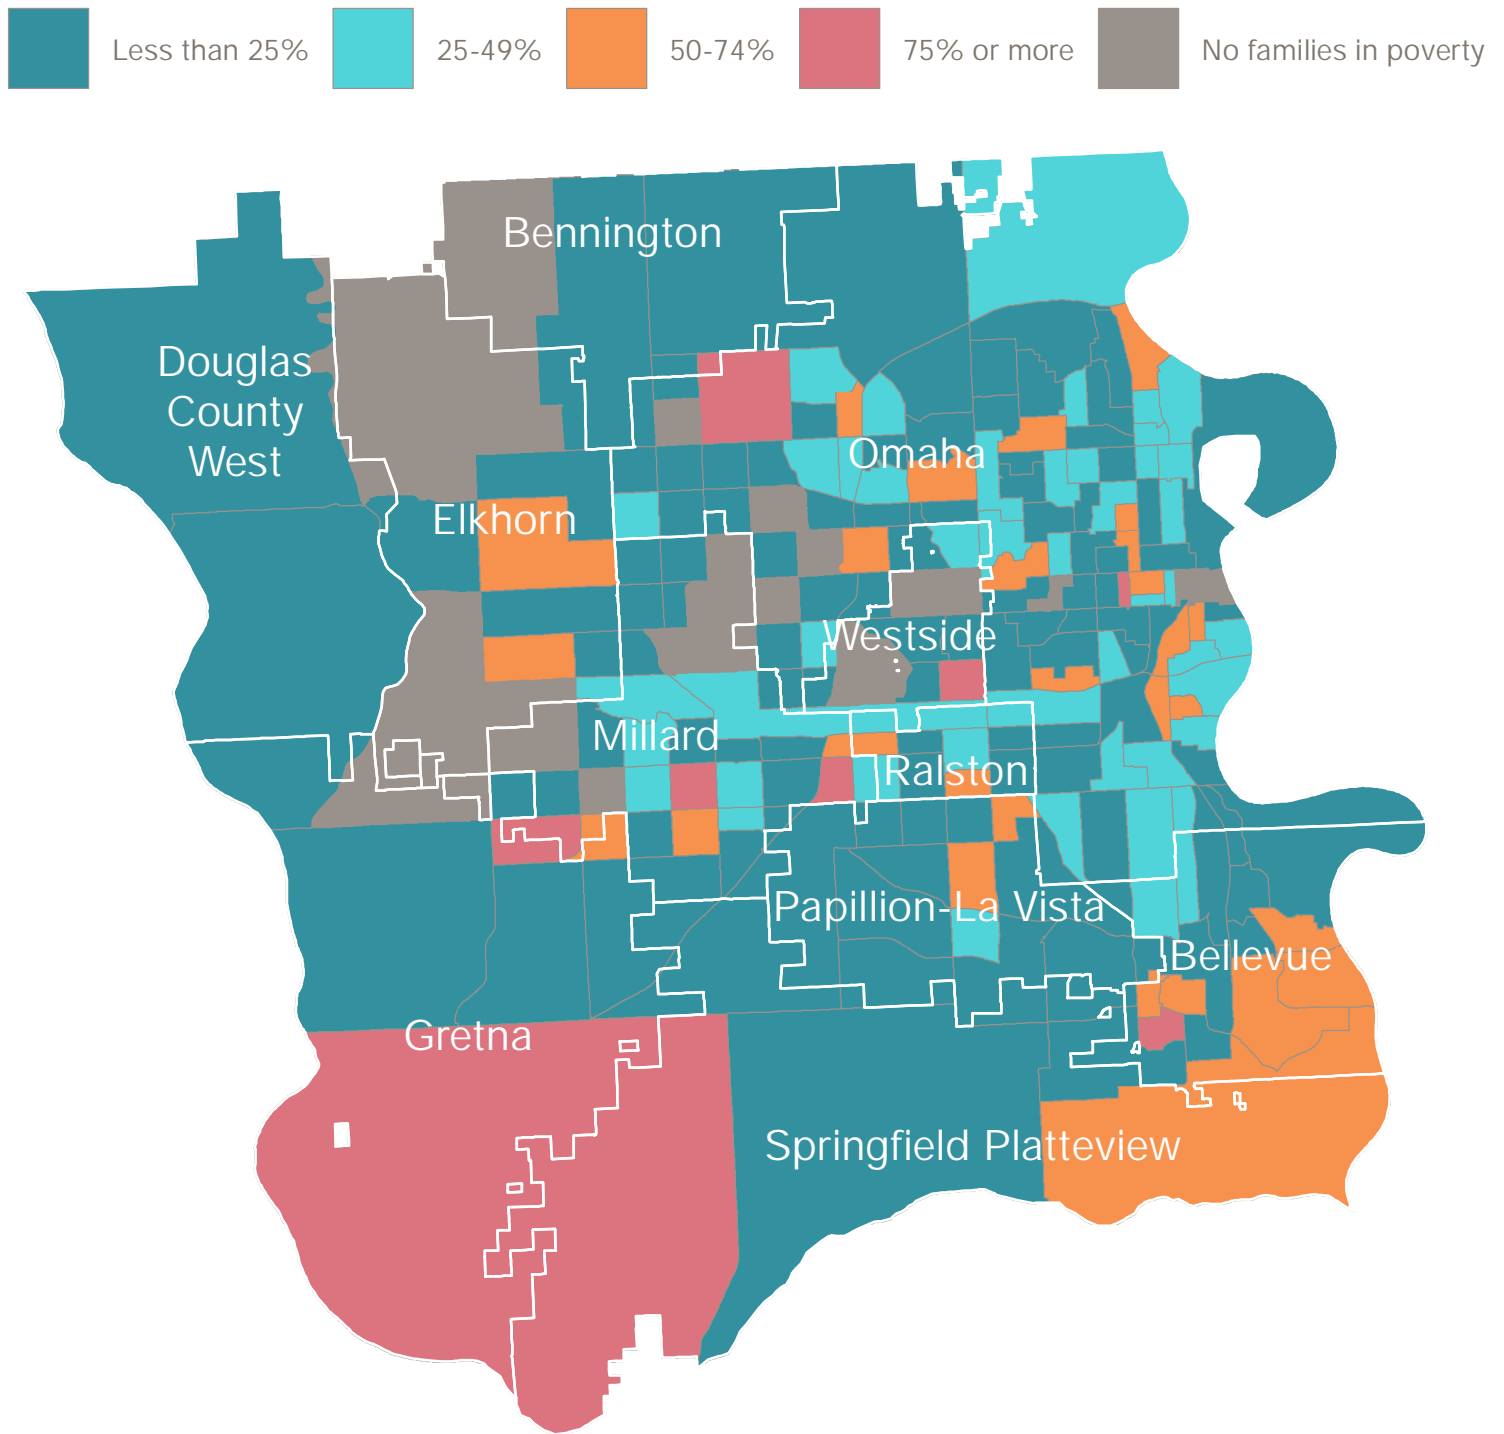 Less than 25%
25-49%
50-74%
75% or more
No families in poverty
Bennington
Douglas
County
West
Omaha
Elkhorn
Westside
Millard
Ralston
Papillion-La Vista
Bellevue
Gretna
Springfield Platteview